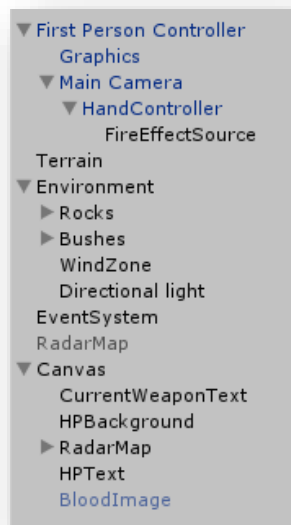 First Person Controller
Graphics
Main Camera
HandController
FireEffectSource
Terrain
Environment
Rocks
Bushes
WindZone
Directional light
EventSystem
RadarMap
Canvas
CurrentWeaponText
HPBackground
RadarMap
HPText
BloodImage